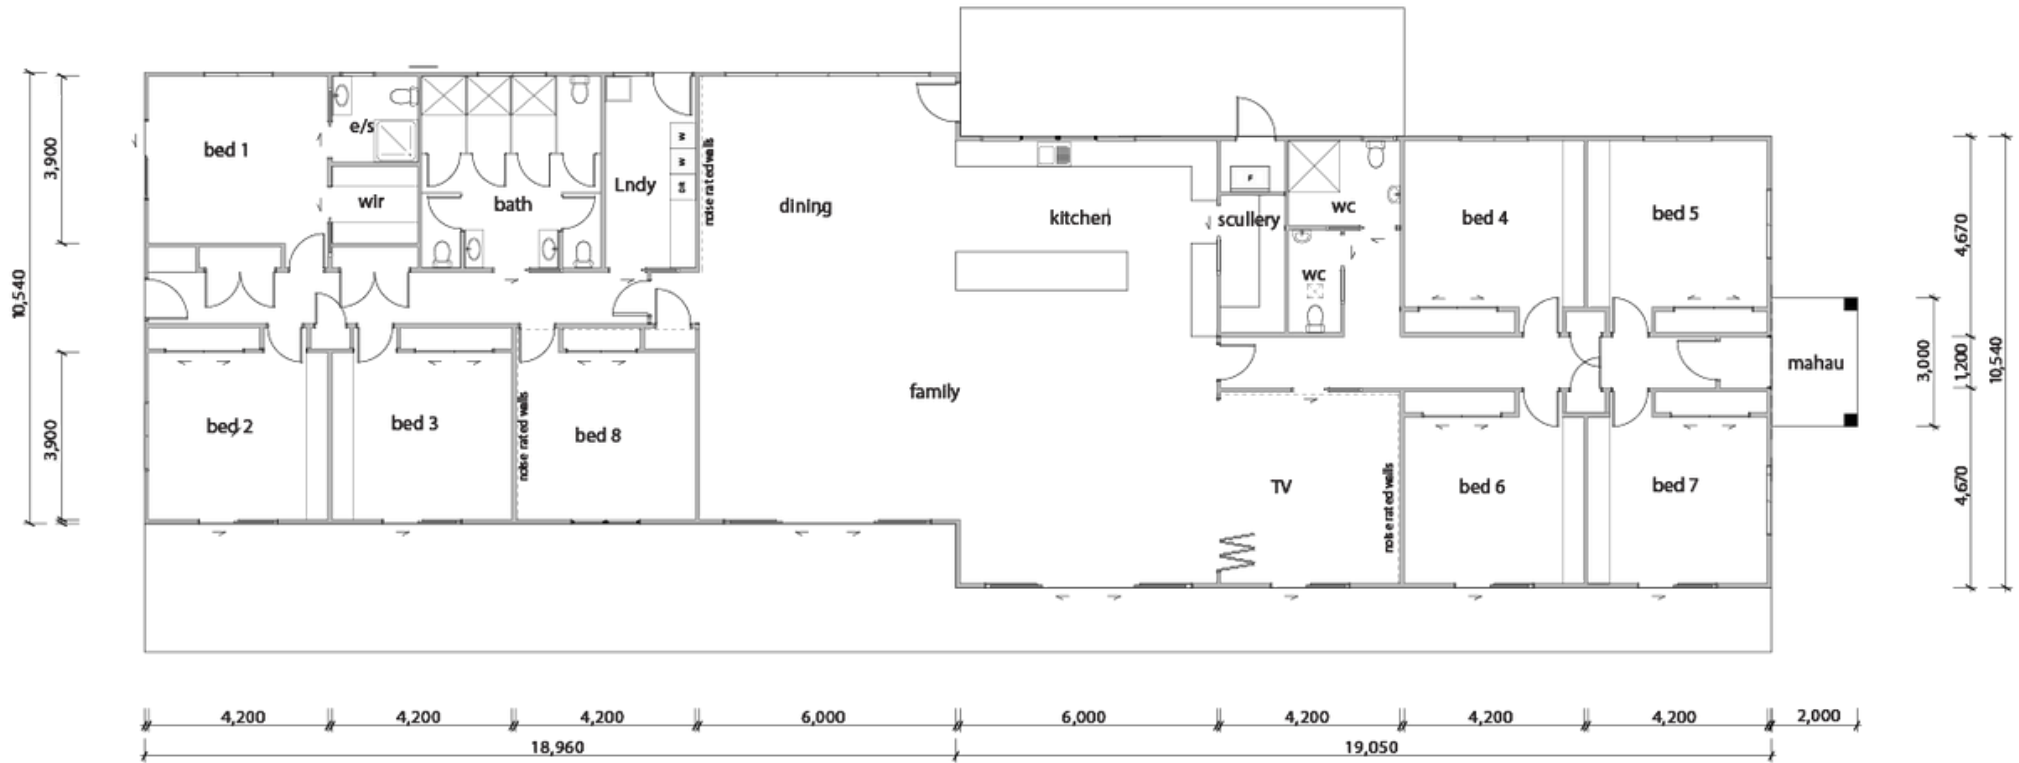 bed 1
e/s
wir
bath
Lndy
W
W
DR
noise rated walls
dining
kitchen
scullery
F
wc
wc
bed 4
bed 5
mahau
family
bed 2
bed 3
noise rated walls
bed 8
TV
noise rated walls
bed 6
bed 7
10,540
3,900
3,900
4,670
1,200
4,670
3,000
10,540
4,200
4,200
4,200
6,000
6,000
4,200
4,200
4,200
2,000
18,960
19,050